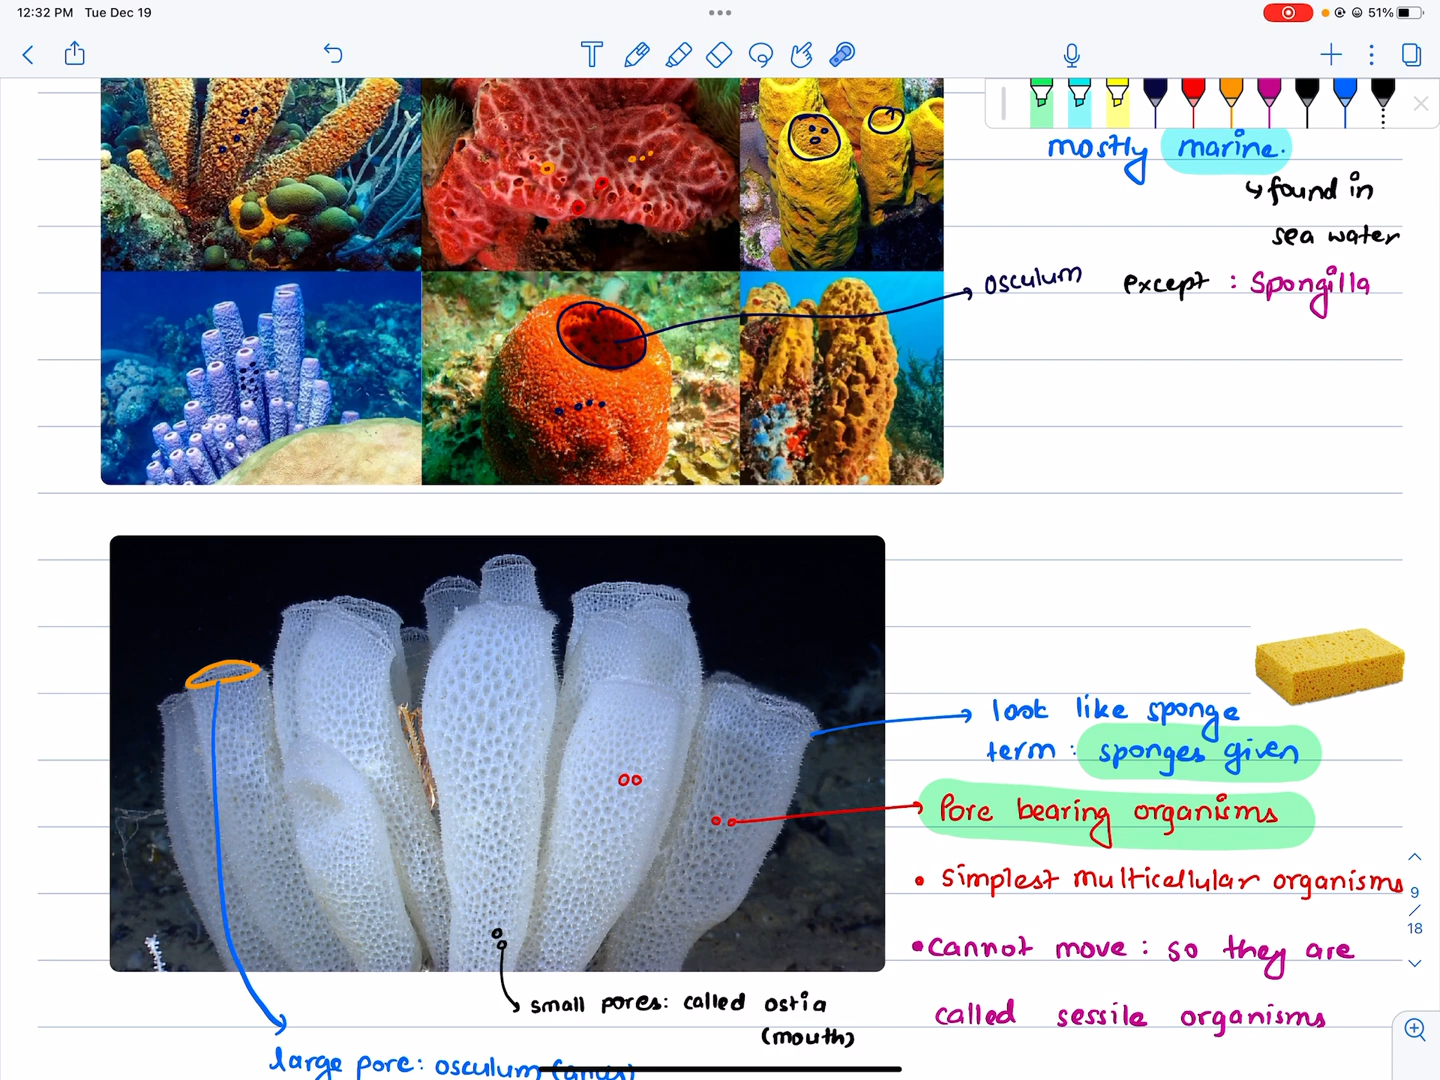 12:32 PM Tue Dec 19
51%
mostly marine.
found in
sea water
osculum except : Spongilla
look like sponge
term : sponges given
Pore bearing organisms
• simplest multicellular organisms
9
/
18
• cannot move : so they are
called sessile organisms
small pores: called ostia
(mouth)
large pore: osculum (anus)